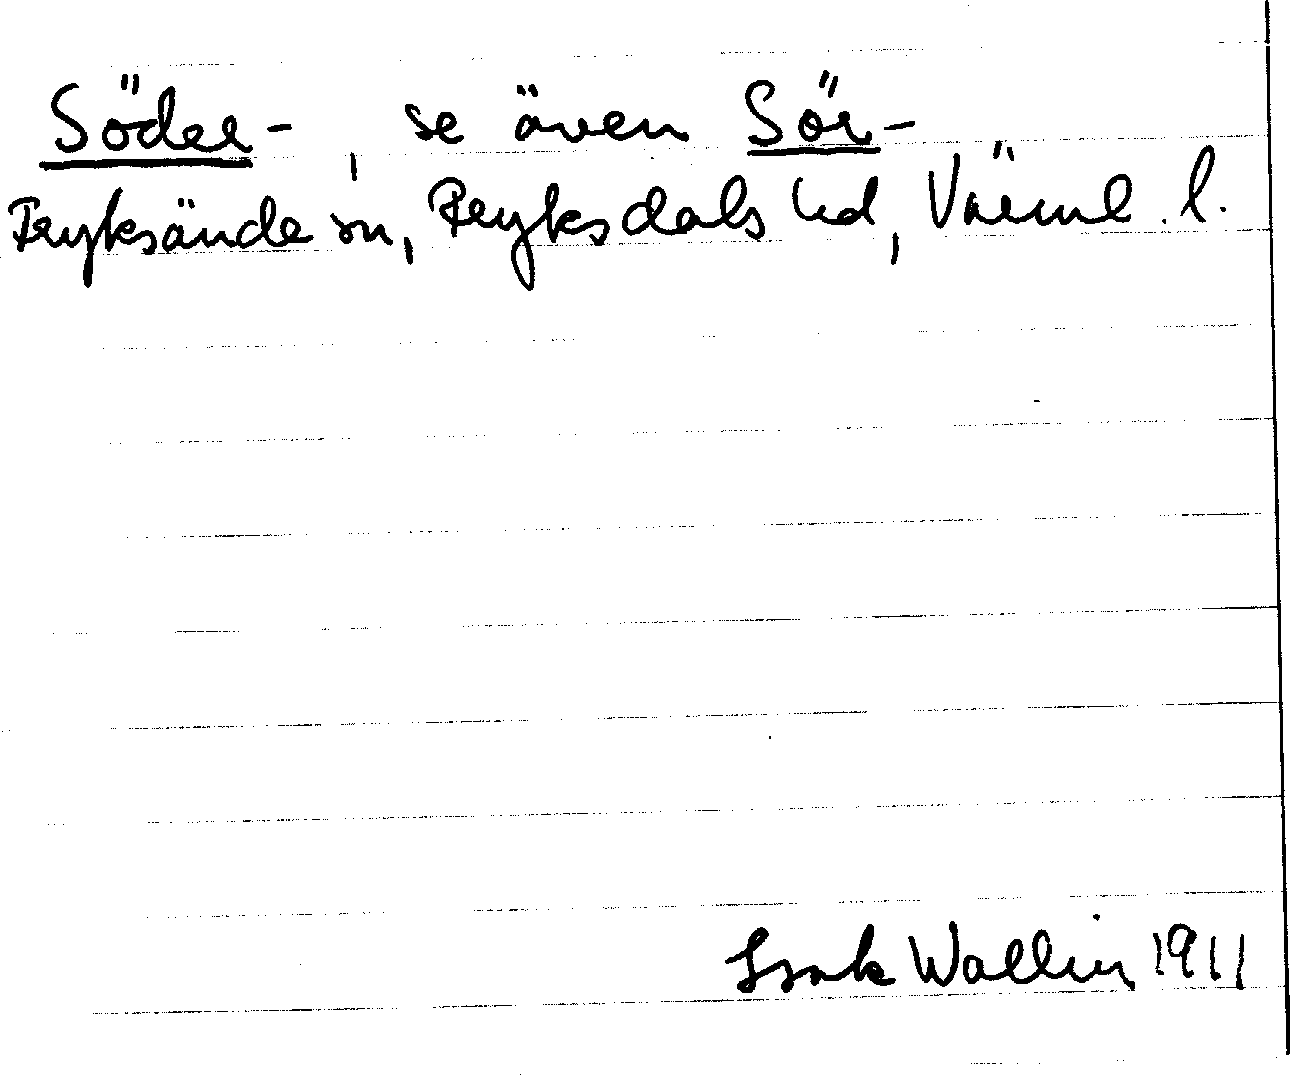 Söder-, se även Sör-
Fryksände sn, Fryksdals hd, Värml. l.
Isak Wallin 1911